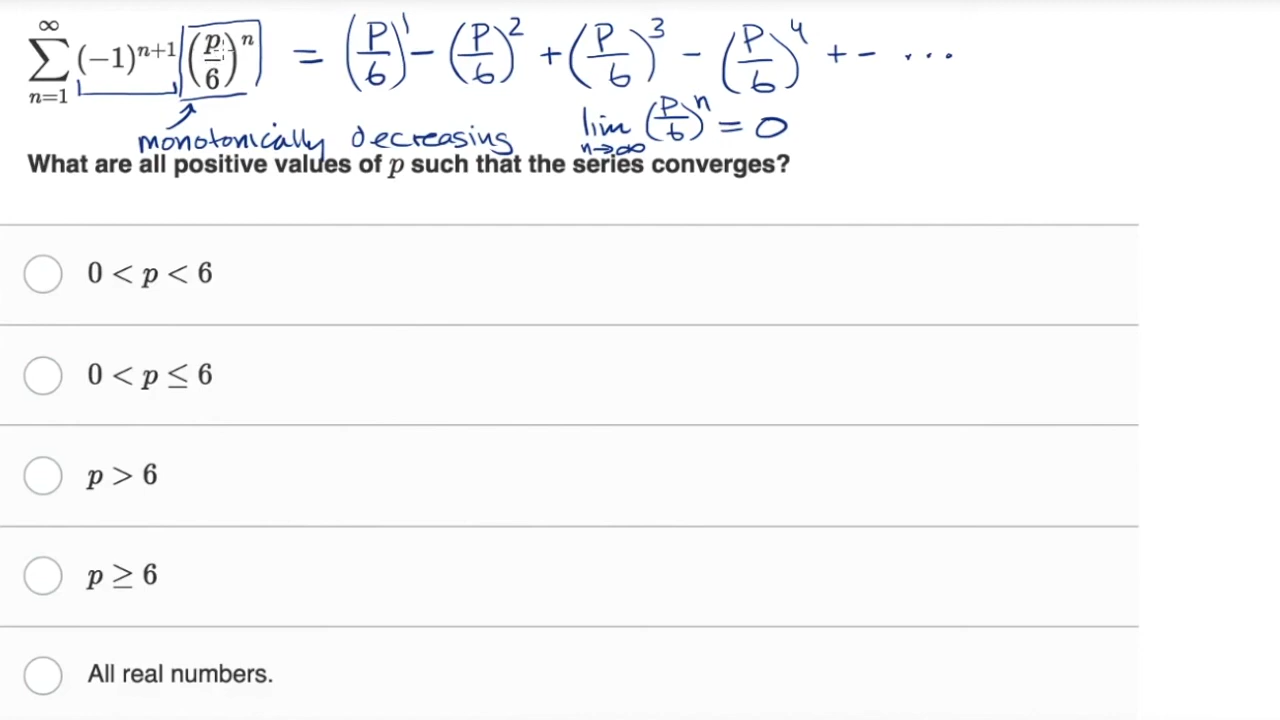 ∞
∑ (−1)ⁿ⁺¹ (p/6)ⁿ = (P/6)¹ − (P/6)² + (P/6)³ − (P/6)⁴ + − ...
n=1
monotonically decreasing lim (P/6)ⁿ = 0
n→∞
What are all positive values of p such that the series converges?
0 < p < 6
0 < p ≤ 6
p > 6
p ≥ 6
All real numbers.